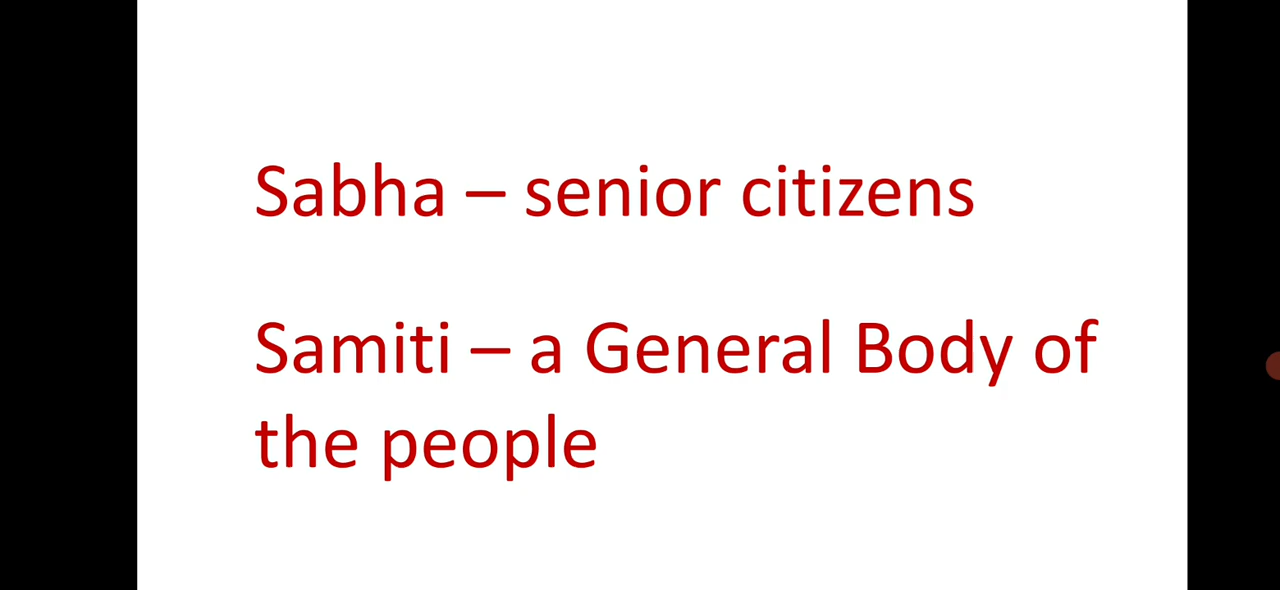 Sabha – senior citizens
Samiti – a General Body of
the people